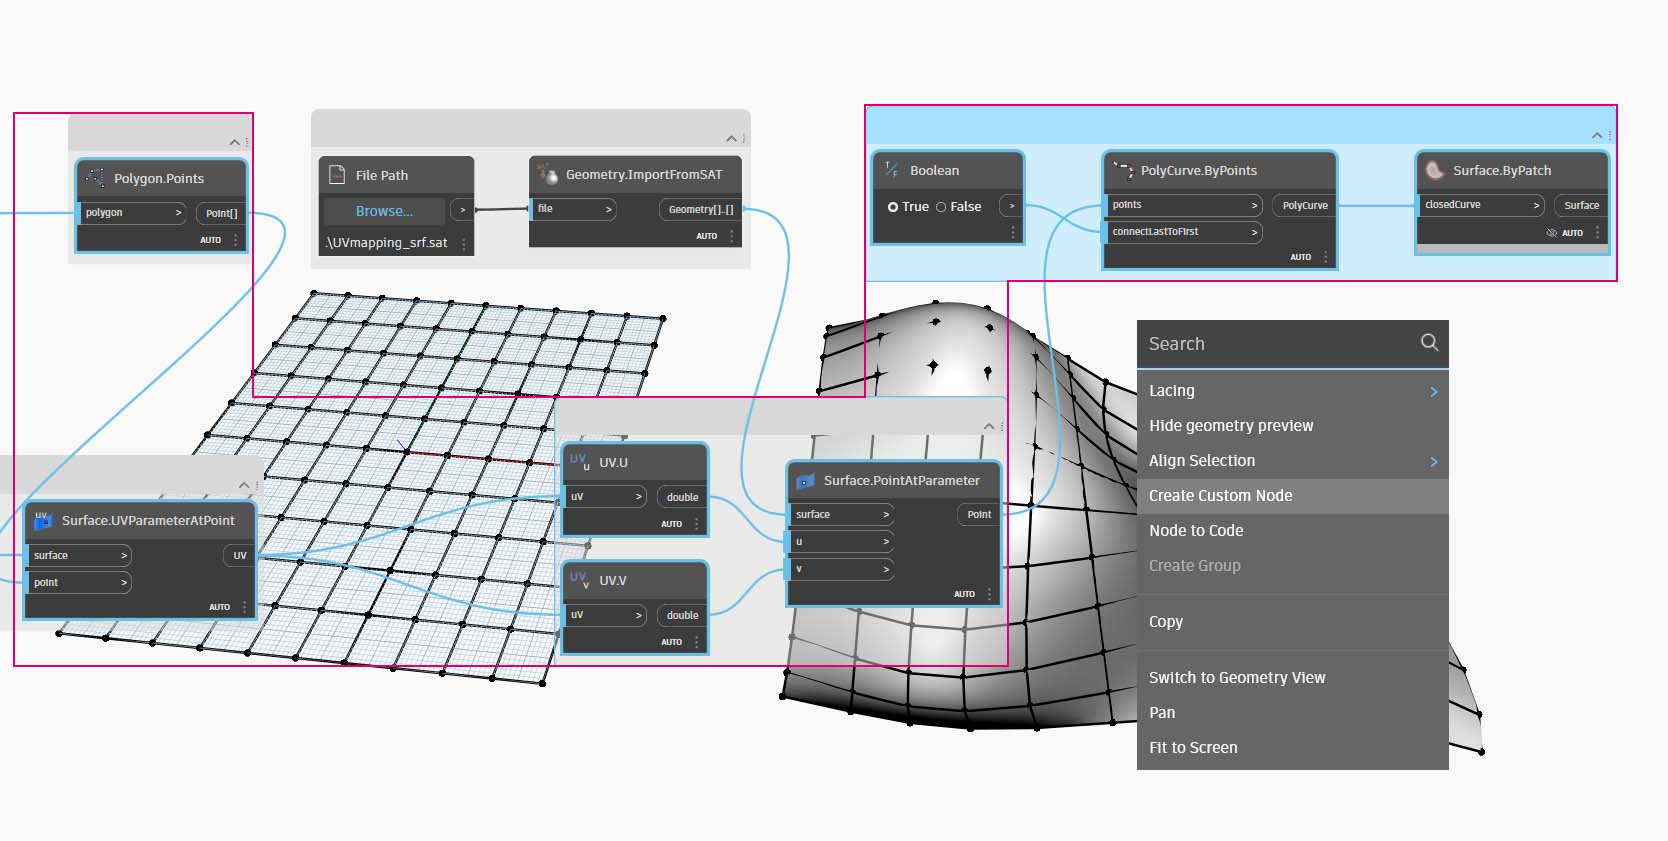 Polygon.Points
polygon >
Point[]
AUTO
File Path
Browse...
>
.\UVmapping_srf.sat
Geometry.ImportFromSAT
file >
Geometry[]..[]
AUTO
Boolean
True False >
PolyCurve.ByPoints
points >
PolyCurve
connectLastToFirst >
AUTO
Surface.ByPatch
closedCurve >
Surface
AUTO
Surface.UVParameterAtPoint
surface >
UV
point >
AUTO
UV.U
uv >
double
AUTO
UV.V
uv >
double
AUTO
Surface.PointAtParameter
surface >
Point
u >
v >
AUTO
Search
Lacing >
Hide geometry preview
Align Selection >
Create Custom Node
Node to Code
Create Group
Copy
Switch to Geometry View
Pan
Fit to Screen